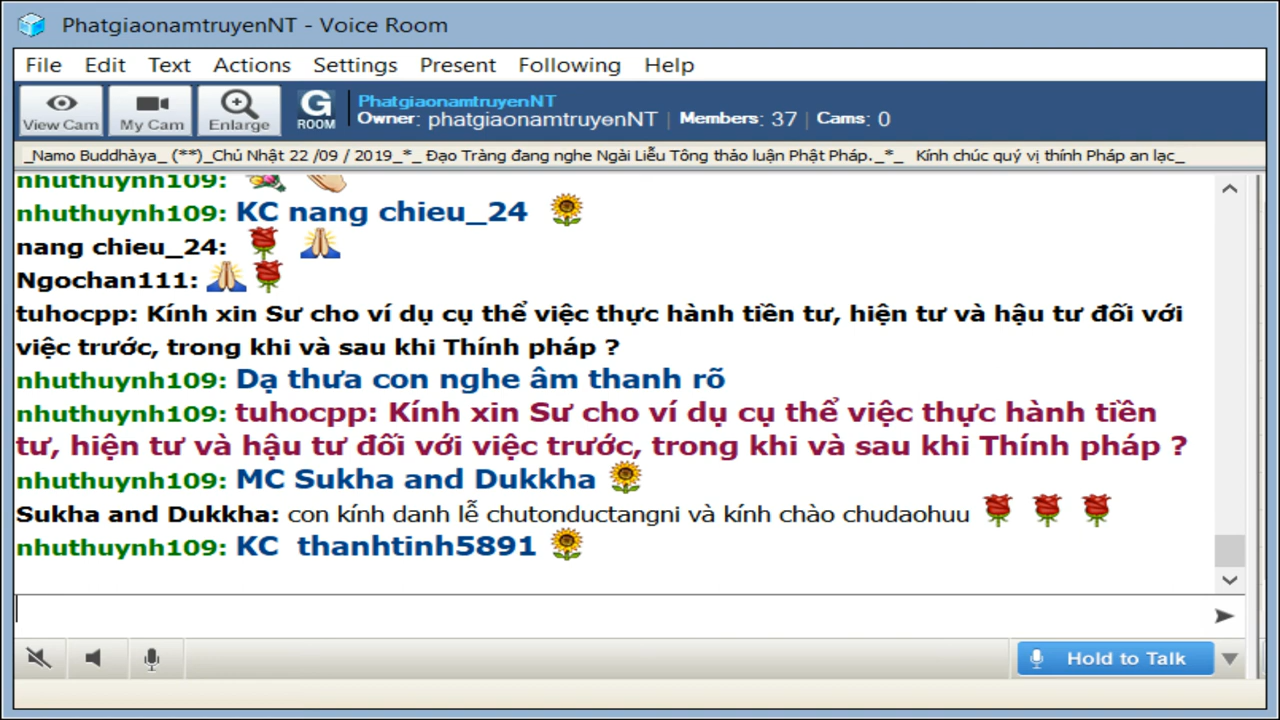 PhatgiaonamtruyenNT - Voice Room
File Edit Text Actions Settings Present Following Help
View Cam My Cam Enlarge G ROOM
PhatgiaonamtruyenNT
Owner: phatgiaonamtruyenNT | Members: 37 | Cams: 0
_Namo Buddhàya_ (**)_Chủ Nhật 22 /09 / 2019_*_ Đạo Tràng đang nghe Ngài Liễu Tông thảo luận Phật Pháp._*_ Kính chúc quý vị thính Pháp an lạc_
nhuthuynh109:
nhuthuynh109: KC nang chieu_24
nang chieu_24:
Ngochan111:
tuhocpp: Kính xin Sư cho ví dụ cụ thể việc thực hành tiền tư, hiện tư và hậu tư đối với
việc trước, trong khi và sau khi Thính pháp ?
nhuthuynh109: Dạ thưa con nghe âm thanh rõ
nhuthuynh109: tuhocpp: Kính xin Sư cho ví dụ cụ thể việc thực hành tiền
tư, hiện tư và hậu tư đối với việc trước, trong khi và sau khi Thính pháp ?
nhuthuynh109: MC Sukha and Dukkha
Sukha and Dukkha: con kính danh lễ chutonductangni và kính chào chudaohuu
nhuthuynh109: KC thanhtinh5891
Hold to Talk